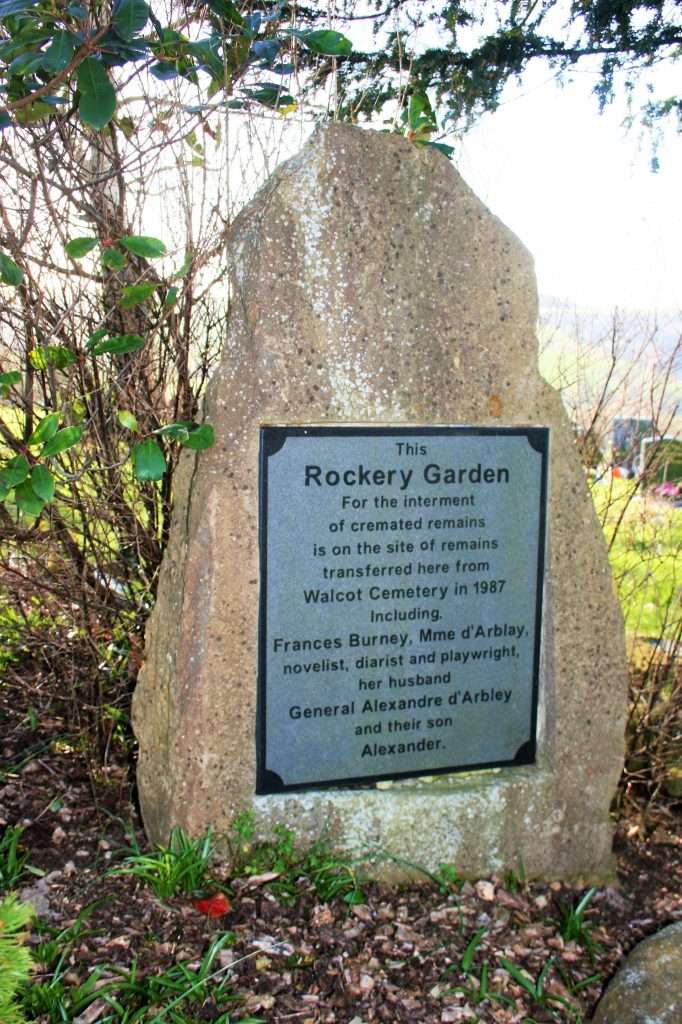 This
Rockery Garden
For the interment
of cremated remains
is on the site of remains
transferred here from
Walcot Cemetery in 1987
Including.
Frances Burney, Mme d'Arblay,
novelist, diarist and playwright,
her husband
General Alexandre d'Arbley
and their son
Alexander.